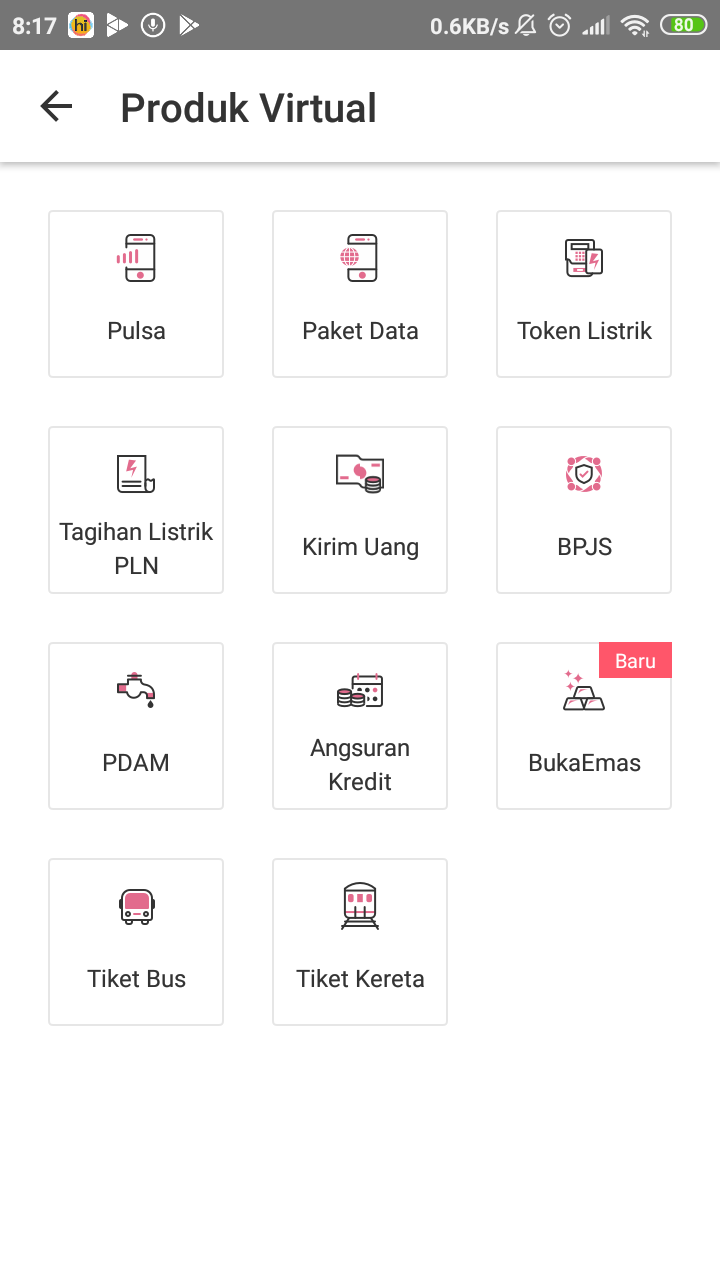 8:17 hi 0.6KB/s 80
Produk Virtual
Pulsa
Paket Data
Token Listrik
Tagihan Listrik
PLN
Kirim Uang
BPJS
PDAM
Angsuran
Kredit
Baru
BukaEmas
Tiket Bus
Tiket Kereta